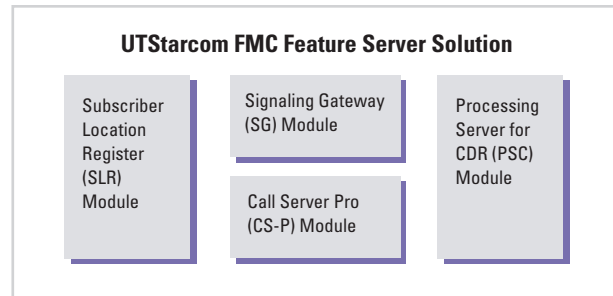 UTStarcom FMC Feature Server Solution
Subscriber
Location
Register
(SLR)
Module
Signaling Gateway
(SG) Module
Call Server Pro
(CS-P) Module
Processing
Server for
CDR (PSC)
Module